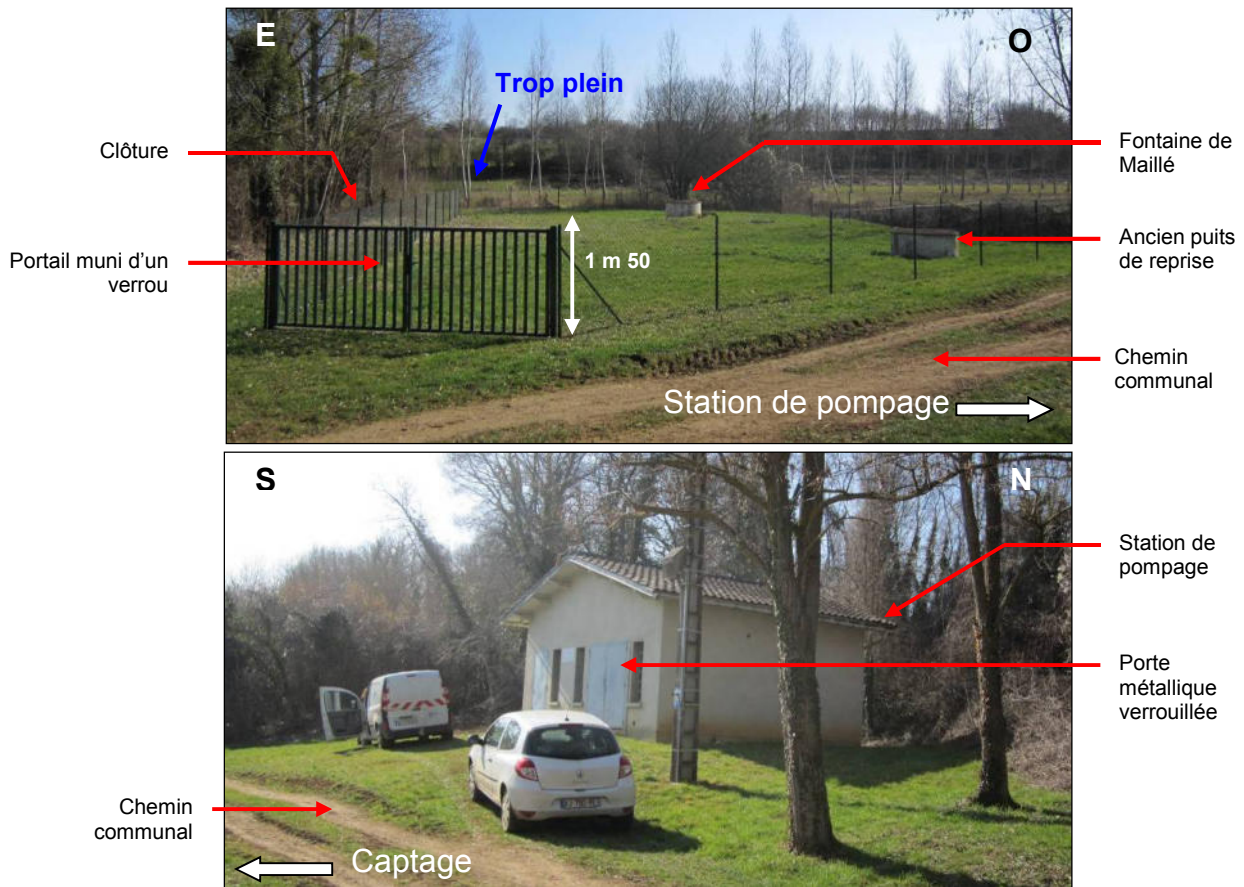 E
O
Trop plein
Clôture
Fontaine de
Maillé
Portail muni d'un
verrou
1 m 50
Ancien puits
de reprise
Chemin
communal
Station de pompage
S
N
Station de
pompage
Porte
métallique
verrouillée
Chemin
communal
Captage